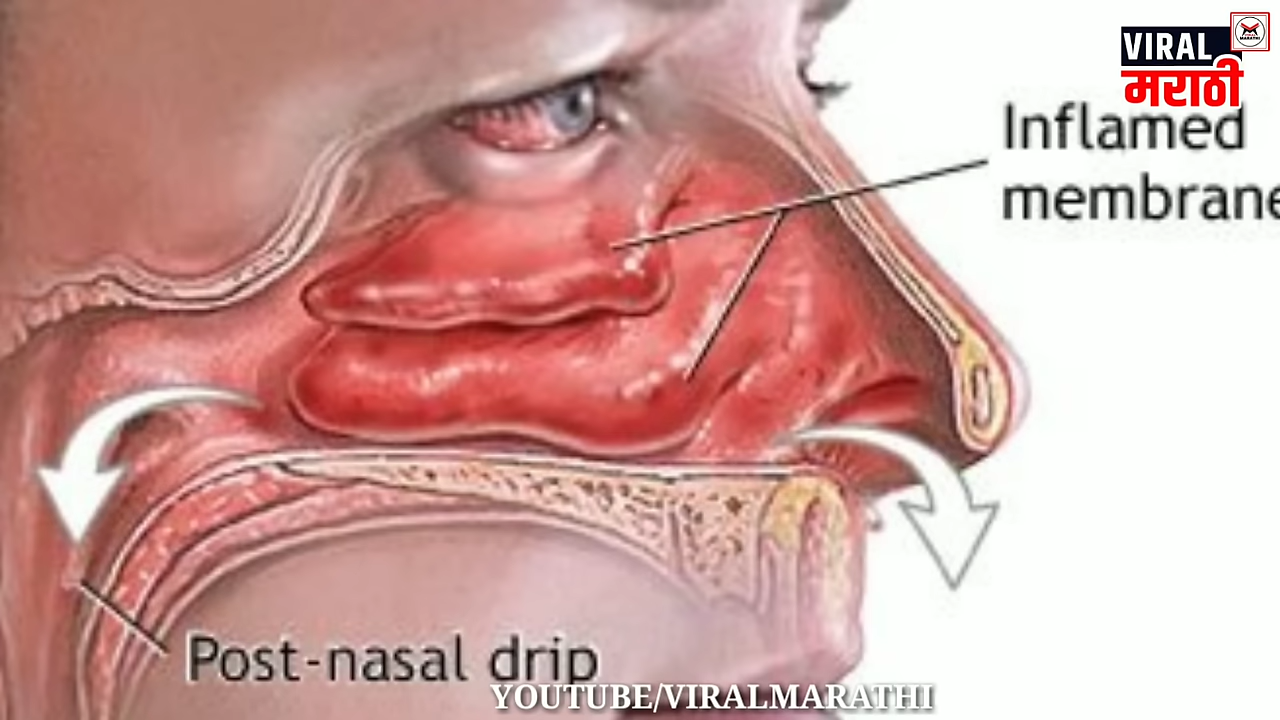 VIRAL
मराठी
Inflamed
membrane
Post-nasal drip
YOUTUBE/VIRALMARATHI